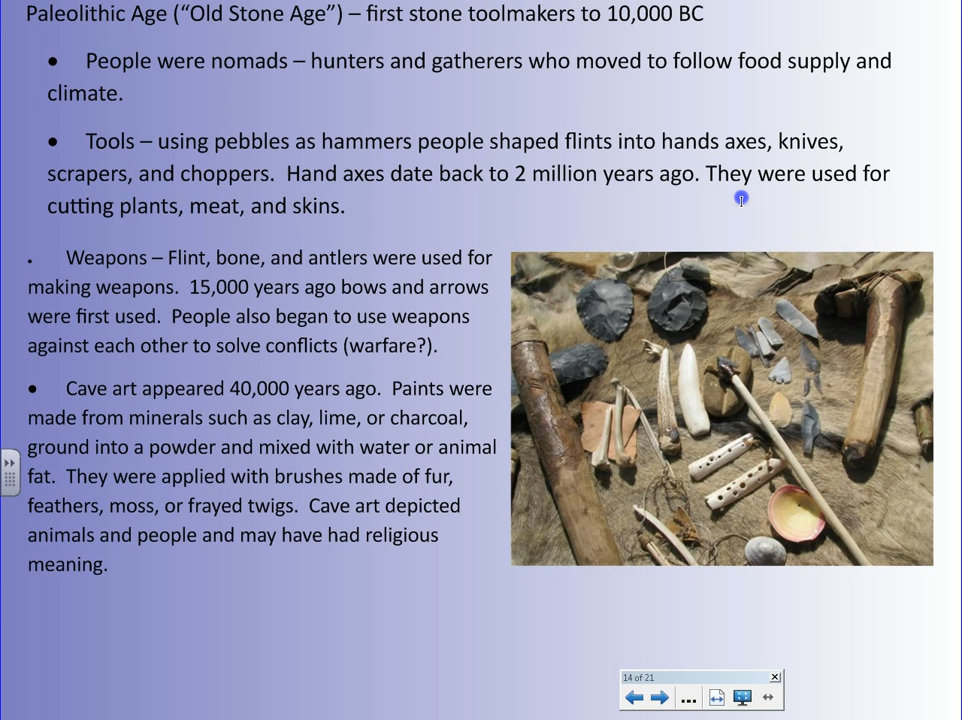 Paleolithic Age (“Old Stone Age”) – first stone toolmakers to 10,000 BC
• People were nomads – hunters and gatherers who moved to follow food supply and
climate.
• Tools – using pebbles as hammers people shaped flints into hands axes, knives,
scrapers, and choppers.  Hand axes date back to 2 million years ago. They were used for
cutting plants, meat, and skins.
• Weapons – Flint, bone, and antlers were used for
making weapons.  15,000 years ago bows and arrows
were first used.  People also began to use weapons
against each other to solve conflicts (warfare?).
• Cave art appeared 40,000 years ago.  Paints were
made from minerals such as clay, lime, or charcoal,
ground into a powder and mixed with water or animal
fat.  They were applied with brushes made of fur,
feathers, moss, or frayed twigs.  Cave art depicted
animals and people and may have had religious
meaning.
14 of 21
...